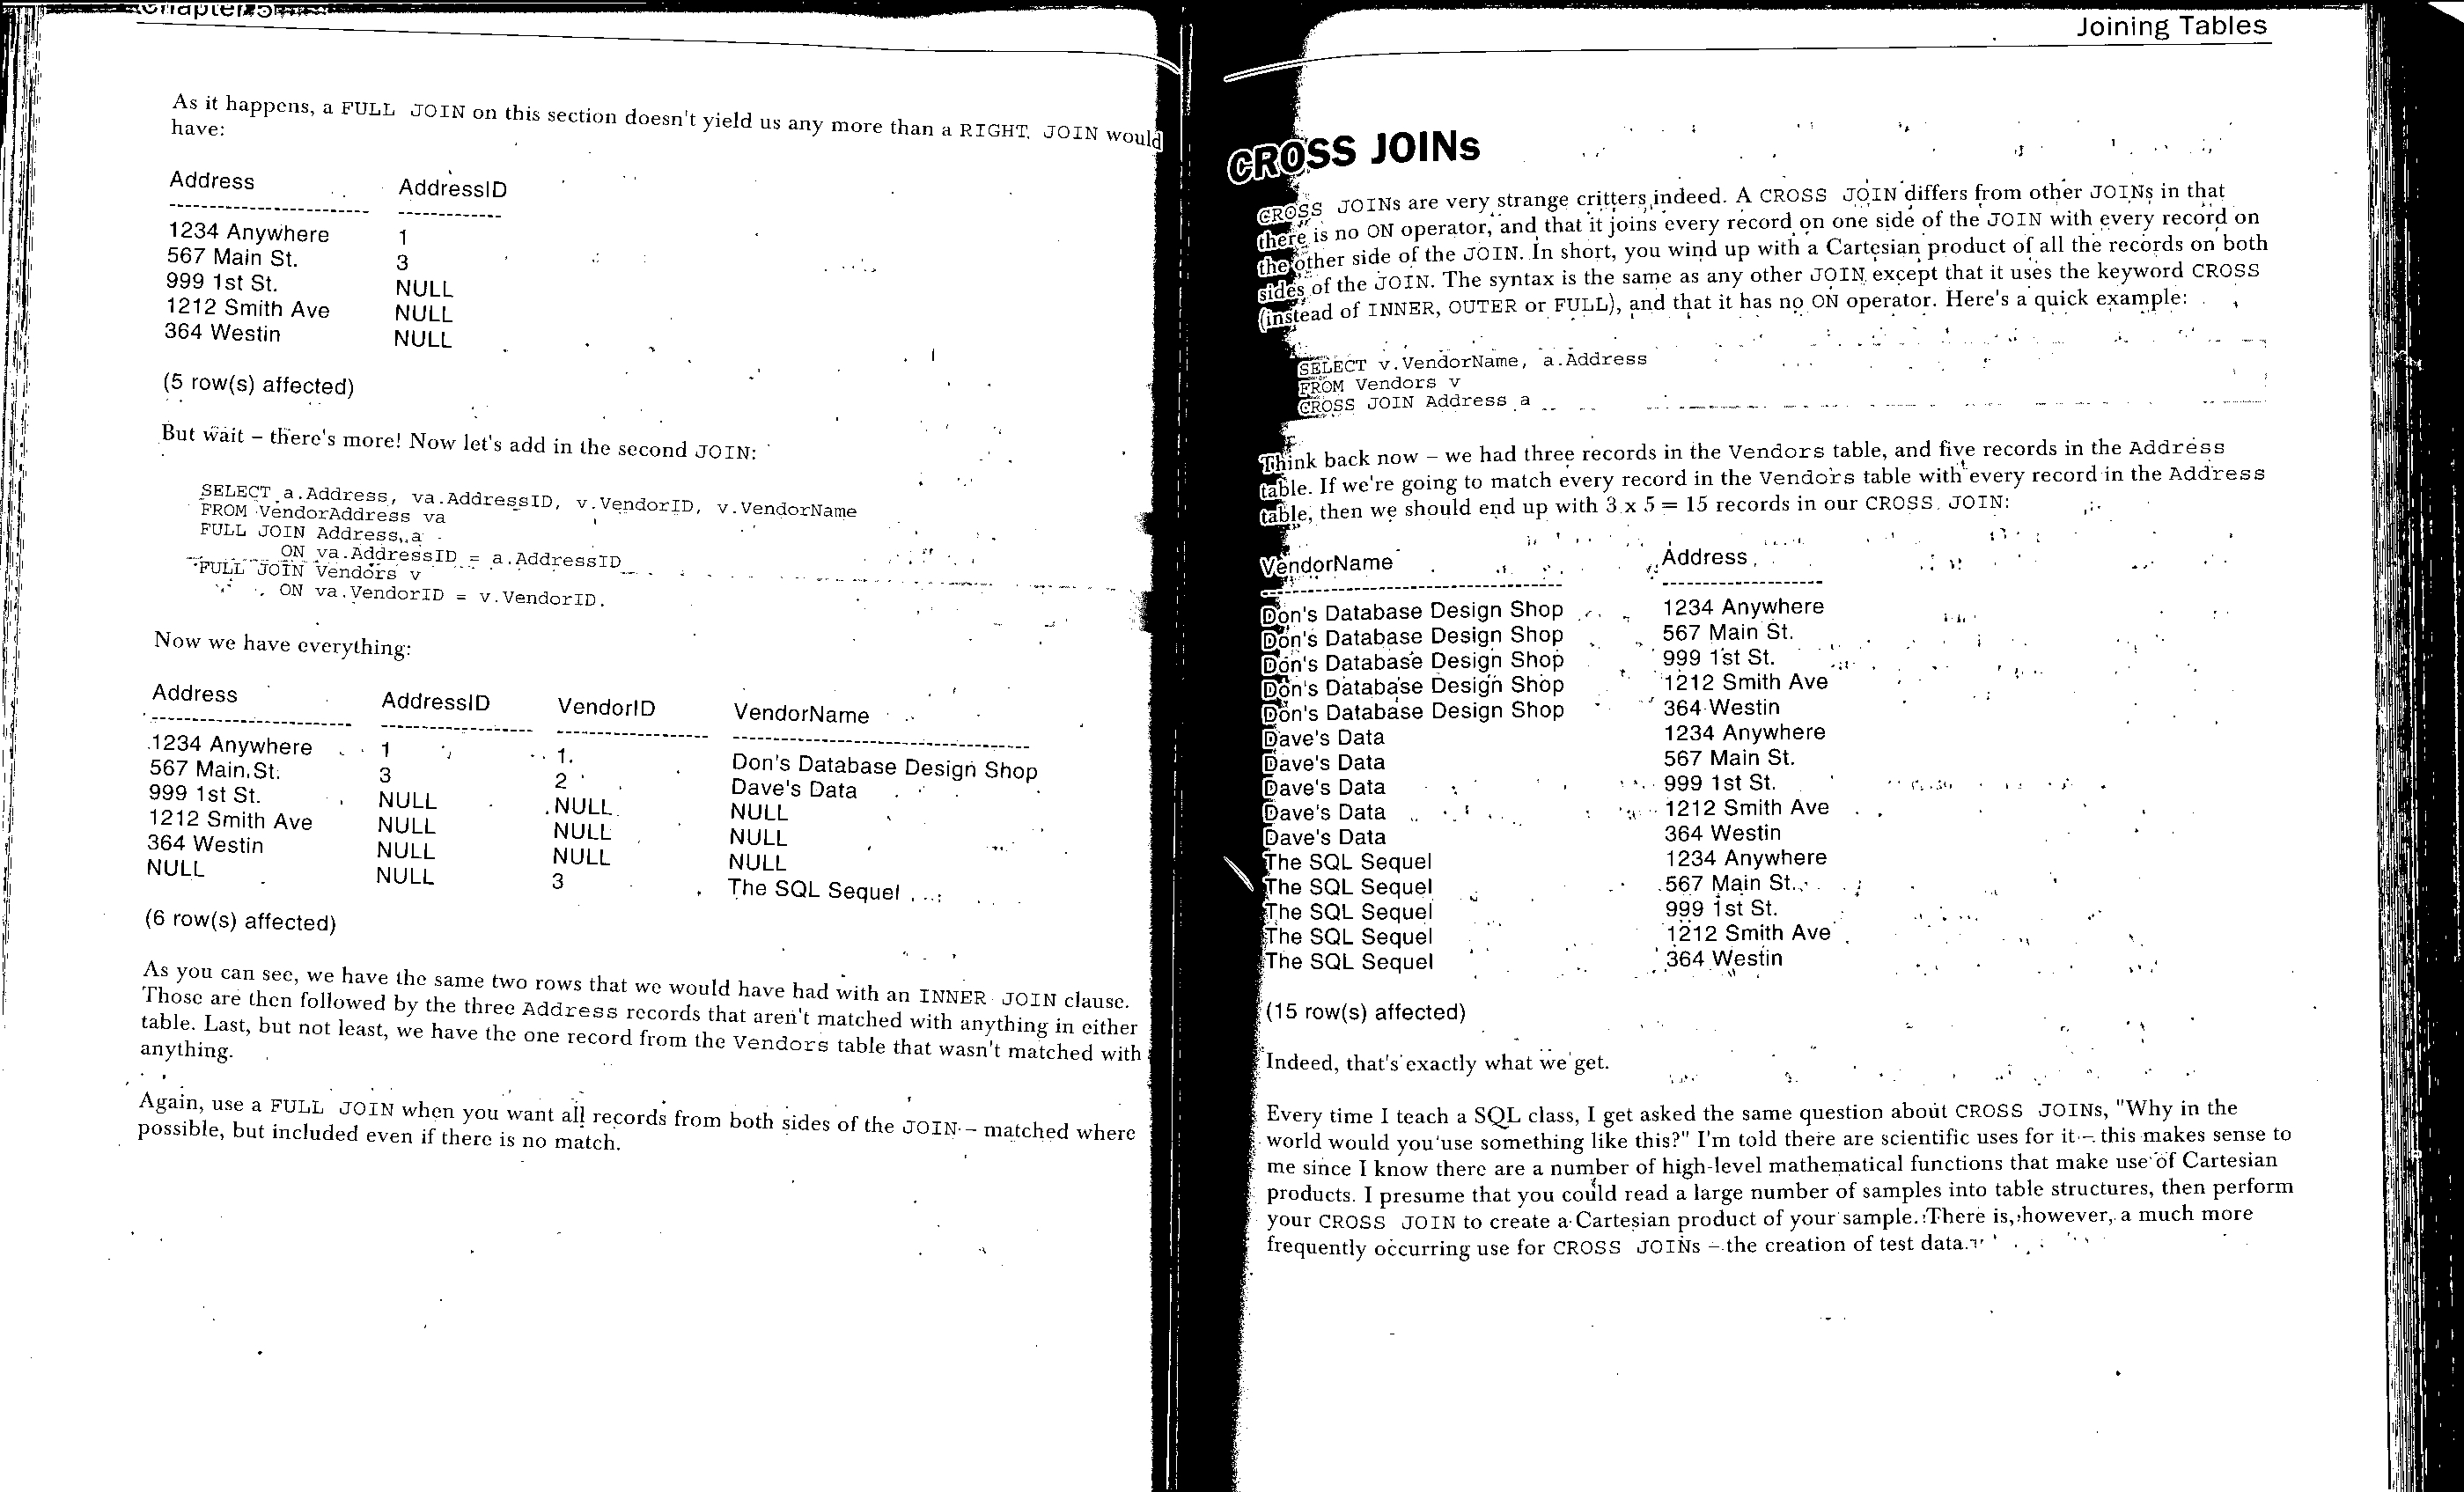 Chapter 5
As it happens, a FULL JOIN on this section doesn't yield us any more than a RIGHT JOIN would
have:
Address AddressID
---------------------- ------------
1234 Anywhere 1
567 Main St. 3
999 1st St. NULL
1212 Smith Ave NULL
364 Westin NULL
(5 row(s) affected)
But wait – there's more! Now let's add in the second JOIN:
SELECT a.Address, va.AddressID, v.VendorID, v.VendorName
FROM VendorAddress va
FULL JOIN Address a
ON va.AddressID = a.AddressID
FULL JOIN Vendors v
ON va.VendorID = v.VendorID
Now we have everything:
Address AddressID VendorID VendorName
1234 Anywhere 1 1 Don's Database Design Shop
567 Main St. 3 2 Dave's Data
999 1st St. NULL NULL NULL
1212 Smith Ave NULL NULL NULL
364 Westin NULL NULL NULL
NULL NULL 3 The SQL Sequel
(6 row(s) affected)
As you can see, we have the same two rows that we would have had with an INNER JOIN clause.
Those are then followed by the three Address records that aren't matched with anything in either
table. Last, but not least, we have the one record from the Vendors table that wasn't matched with
anything.
Again, use a FULL JOIN when you want all records from both sides of the JOIN – matched where
possible, but included even if there is no match.
Joining Tables
CROSS JOINs
CROSS JOINs are very strange critters indeed. A CROSS JOIN differs from other JOINs in that
there is no ON operator, and that it joins every record on one side of the JOIN with every record on
the other side of the JOIN. In short, you wind up with a Cartesian product of all the records on both
sides of the JOIN. The syntax is the same as any other JOIN except that it uses the keyword CROSS
(instead of INNER, OUTER or FULL), and that it has no ON operator. Here's a quick example:
SELECT v.VendorName, a.Address
FROM Vendors v
CROSS JOIN Address a
Think back now – we had three records in the Vendors table, and five records in the Address
table. If we're going to match every record in the Vendors table with every record in the Address
table, then we should end up with 3 x 5 = 15 records in our CROSS JOIN:
VendorName Address
Don's Database Design Shop 1234 Anywhere
Don's Database Design Shop 567 Main St.
Don's Database Design Shop 999 1st St.
Don's Database Design Shop 1212 Smith Ave
Don's Database Design Shop 364 Westin
Dave's Data 1234 Anywhere
Dave's Data 567 Main St.
Dave's Data 999 1st St.
Dave's Data 1212 Smith Ave
Dave's Data 364 Westin
The SQL Sequel 1234 Anywhere
The SQL Sequel 567 Main St.
The SQL Sequel 999 1st St.
The SQL Sequel 1212 Smith Ave
The SQL Sequel 364 Westin
(15 row(s) affected)
Indeed, that's exactly what we get.
Every time I teach a SQL class, I get asked the same question about CROSS JOINs, "Why in the
world would you use something like this?" I'm told there are scientific uses for it – this makes sense to
me since I know there are a number of high-level mathematical functions that make use of Cartesian
products. I presume that you could read a large number of samples into table structures, then perform
your CROSS JOIN to create a Cartesian product of your sample. There is, however, a much more
frequently occurring use for CROSS JOINs – the creation of test data.